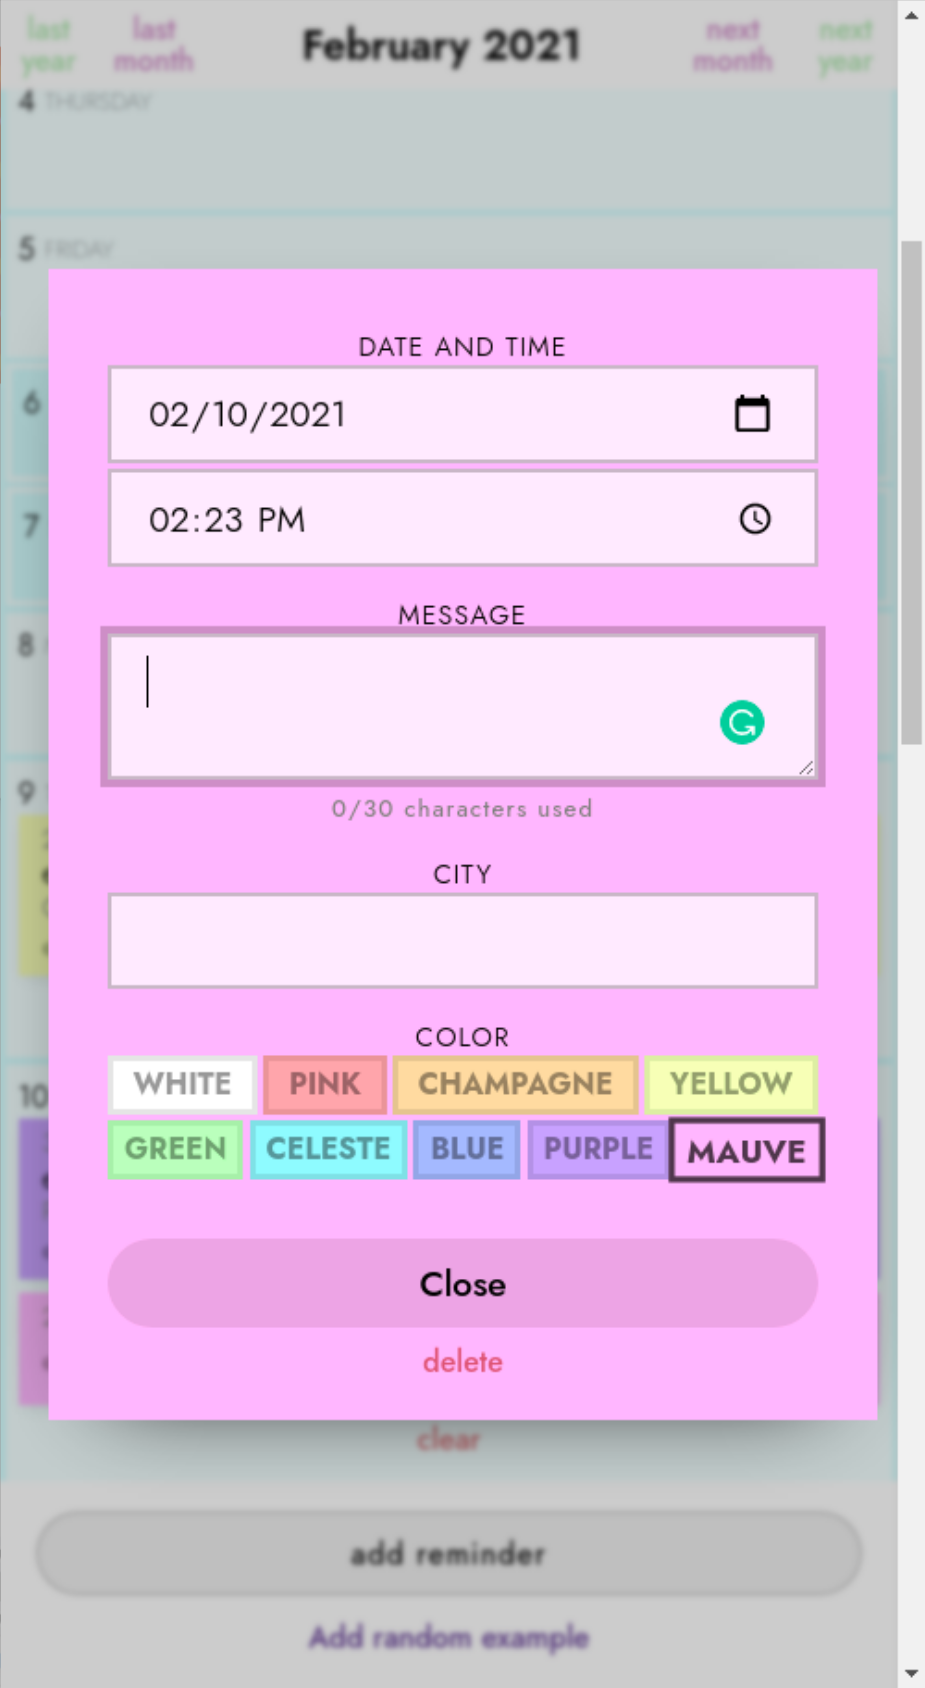 last last February 2021 next next
year month month year
4 THURSDAY
5 FRIDAY
DATE AND TIME
6 02/10/2021
02:23 PM
7
MESSAGE
8
9
0/30 characters used
CITY
COLOR
WHITE PINK CHAMPAGNE YELLOW
10
GREEN CELESTE BLUE PURPLE MAUVE
Close
delete
clear
add reminder
Add random example